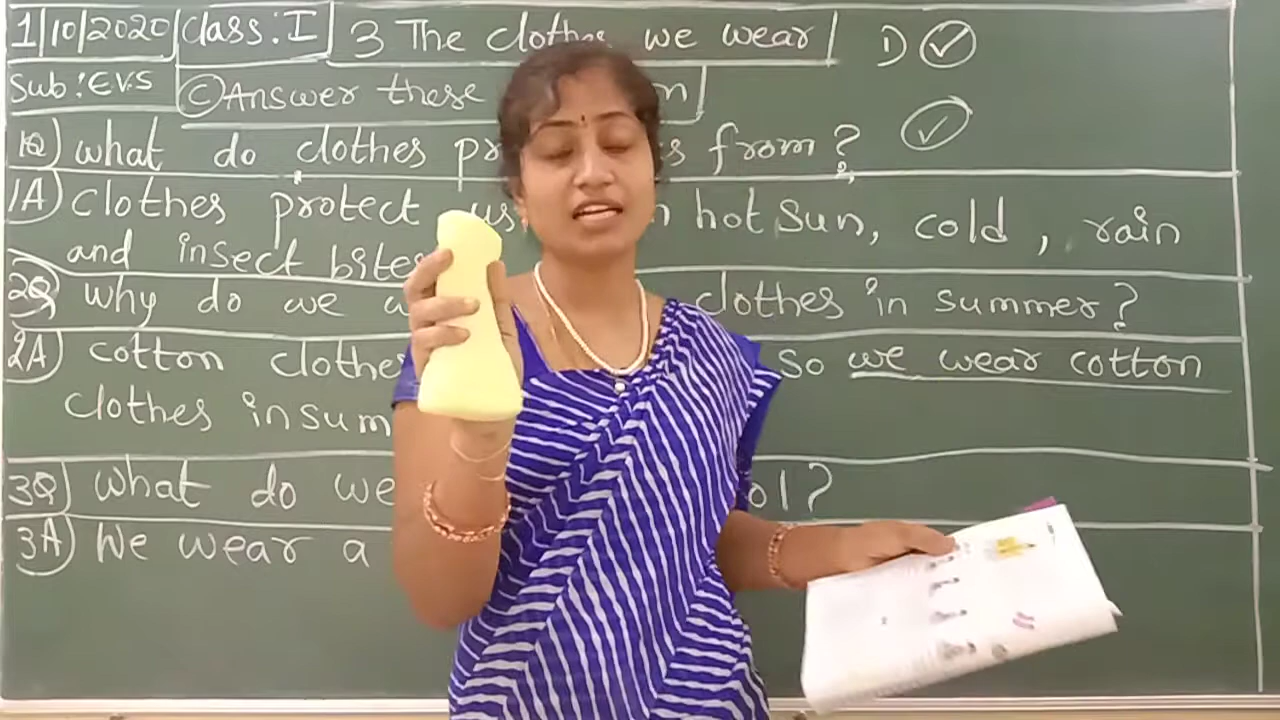 1/10/2020 Class: I 3 The clothes we wear 1)
Sub: EVS (C) Answer these
1Q) what do clothes from?
1A) Clothes protect us hot sun, cold, rain
and insect bites
2Q) why do we clothes in summer?
2A) cotton clothes so we wear cotton
clothes in
3Q) what do we
3A) We wear a